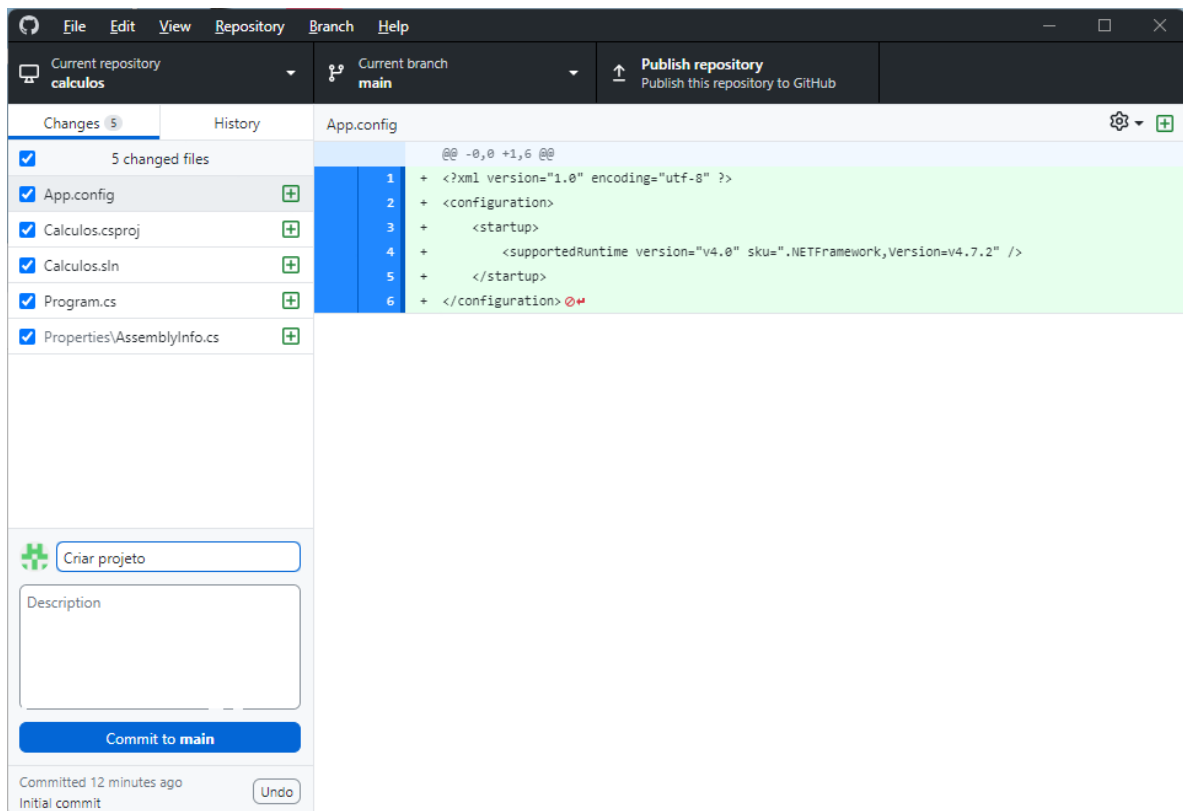 File Edit View Repository Branch Help
Current repository
calculos
Current branch
main
Publish repository
Publish this repository to GitHub
Changes 5
History
5 changed files
App.config
Calculos.csproj
Calculos.sln
Program.cs
Properties\AssemblyInfo.cs
App.config
@@ -0,0 +1,6 @@
1 + <?xml version="1.0" encoding="utf-8" ?>
2 + <configuration>
3 + <startup>
4 + <supportedRuntime version="v4.0" sku=".NETFramework,Version=v4.7.2" />
5 + </startup>
6 + </configuration>
Criar projeto
Description
Commit to main
Committed 12 minutes ago
Initial commit
Undo